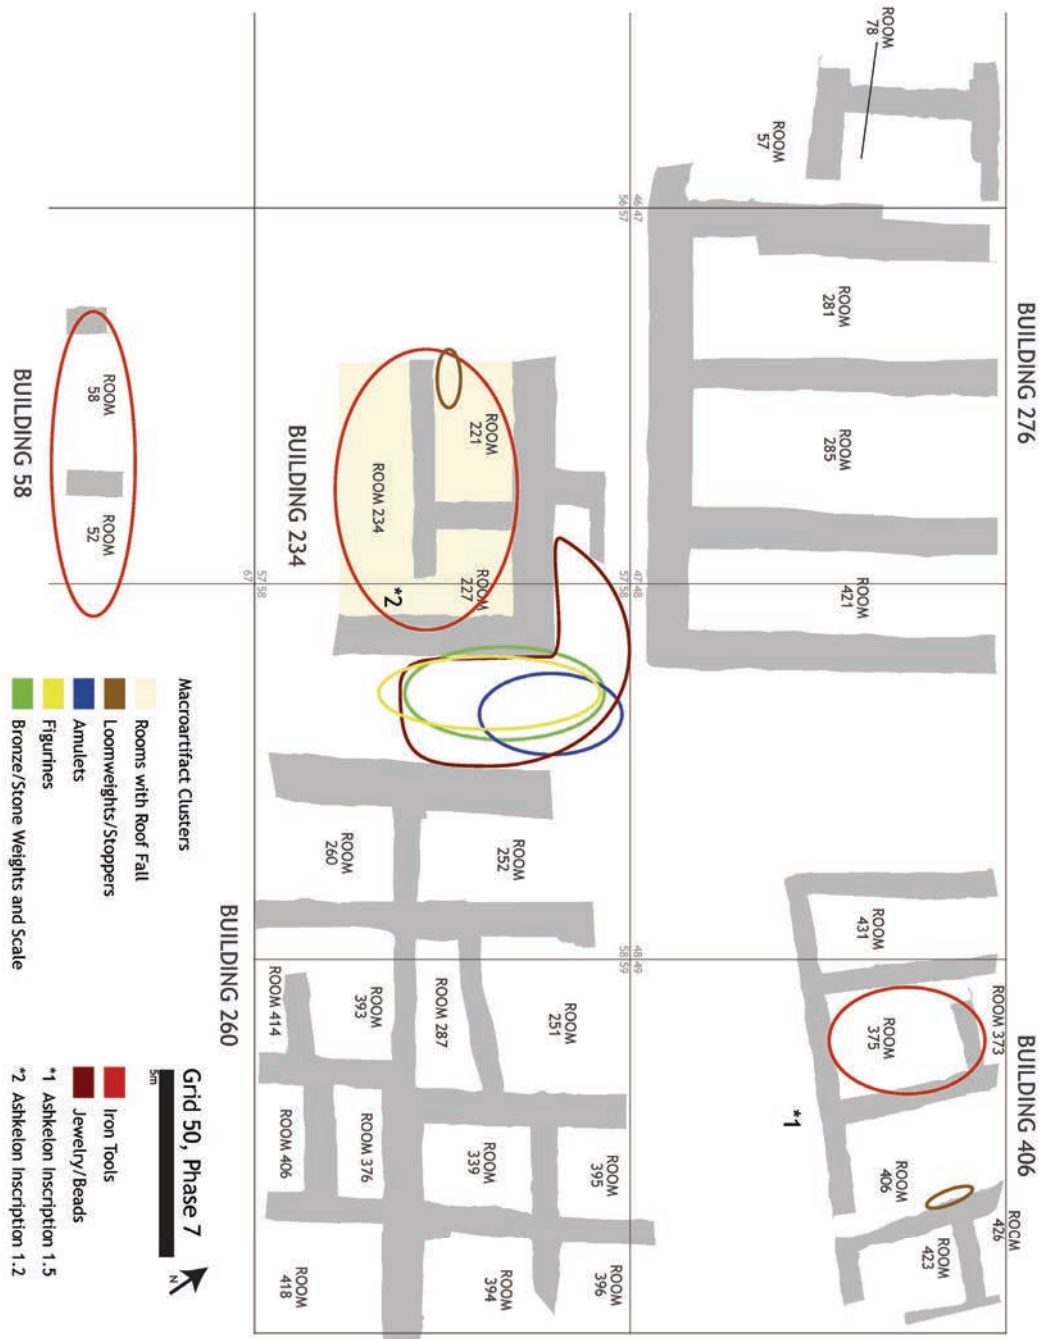 BUILDING 276
BUILDING 406
ROOM
426
ROOM 373
ROOM
78
ROOM
57
ROOM
281
ROOM
285
ROOM
421
ROOM
431
ROOM
375
ROOM
406
ROOM
423
*1
46 47
56 57
47 48
57 58
48 49
58 59
ROOM
221
ROOM
227
ROOM 234
*2
BUILDING 234
ROOM
252
ROOM
260
ROOM
251
ROOM 287
ROOM
393
ROOM 414
ROOM
395
ROOM
339
ROOM 376
ROOM 406
ROOM
396
ROOM
394
ROOM
418
57 58
67
BUILDING 260
ROOM
58
ROOM
52
BUILDING 58
Macroartifact Clusters
Rooms with Roof Fall
Loomweights/Stoppers
Amulets
Figurines
Bronze/Stone Weights and Scale
Grid 50, Phase 7
5m
N
Iron Tools
Jewelry/Beads
*1 Ashkelon Inscription 1.5
*2 Ashkelon Inscription 1.2